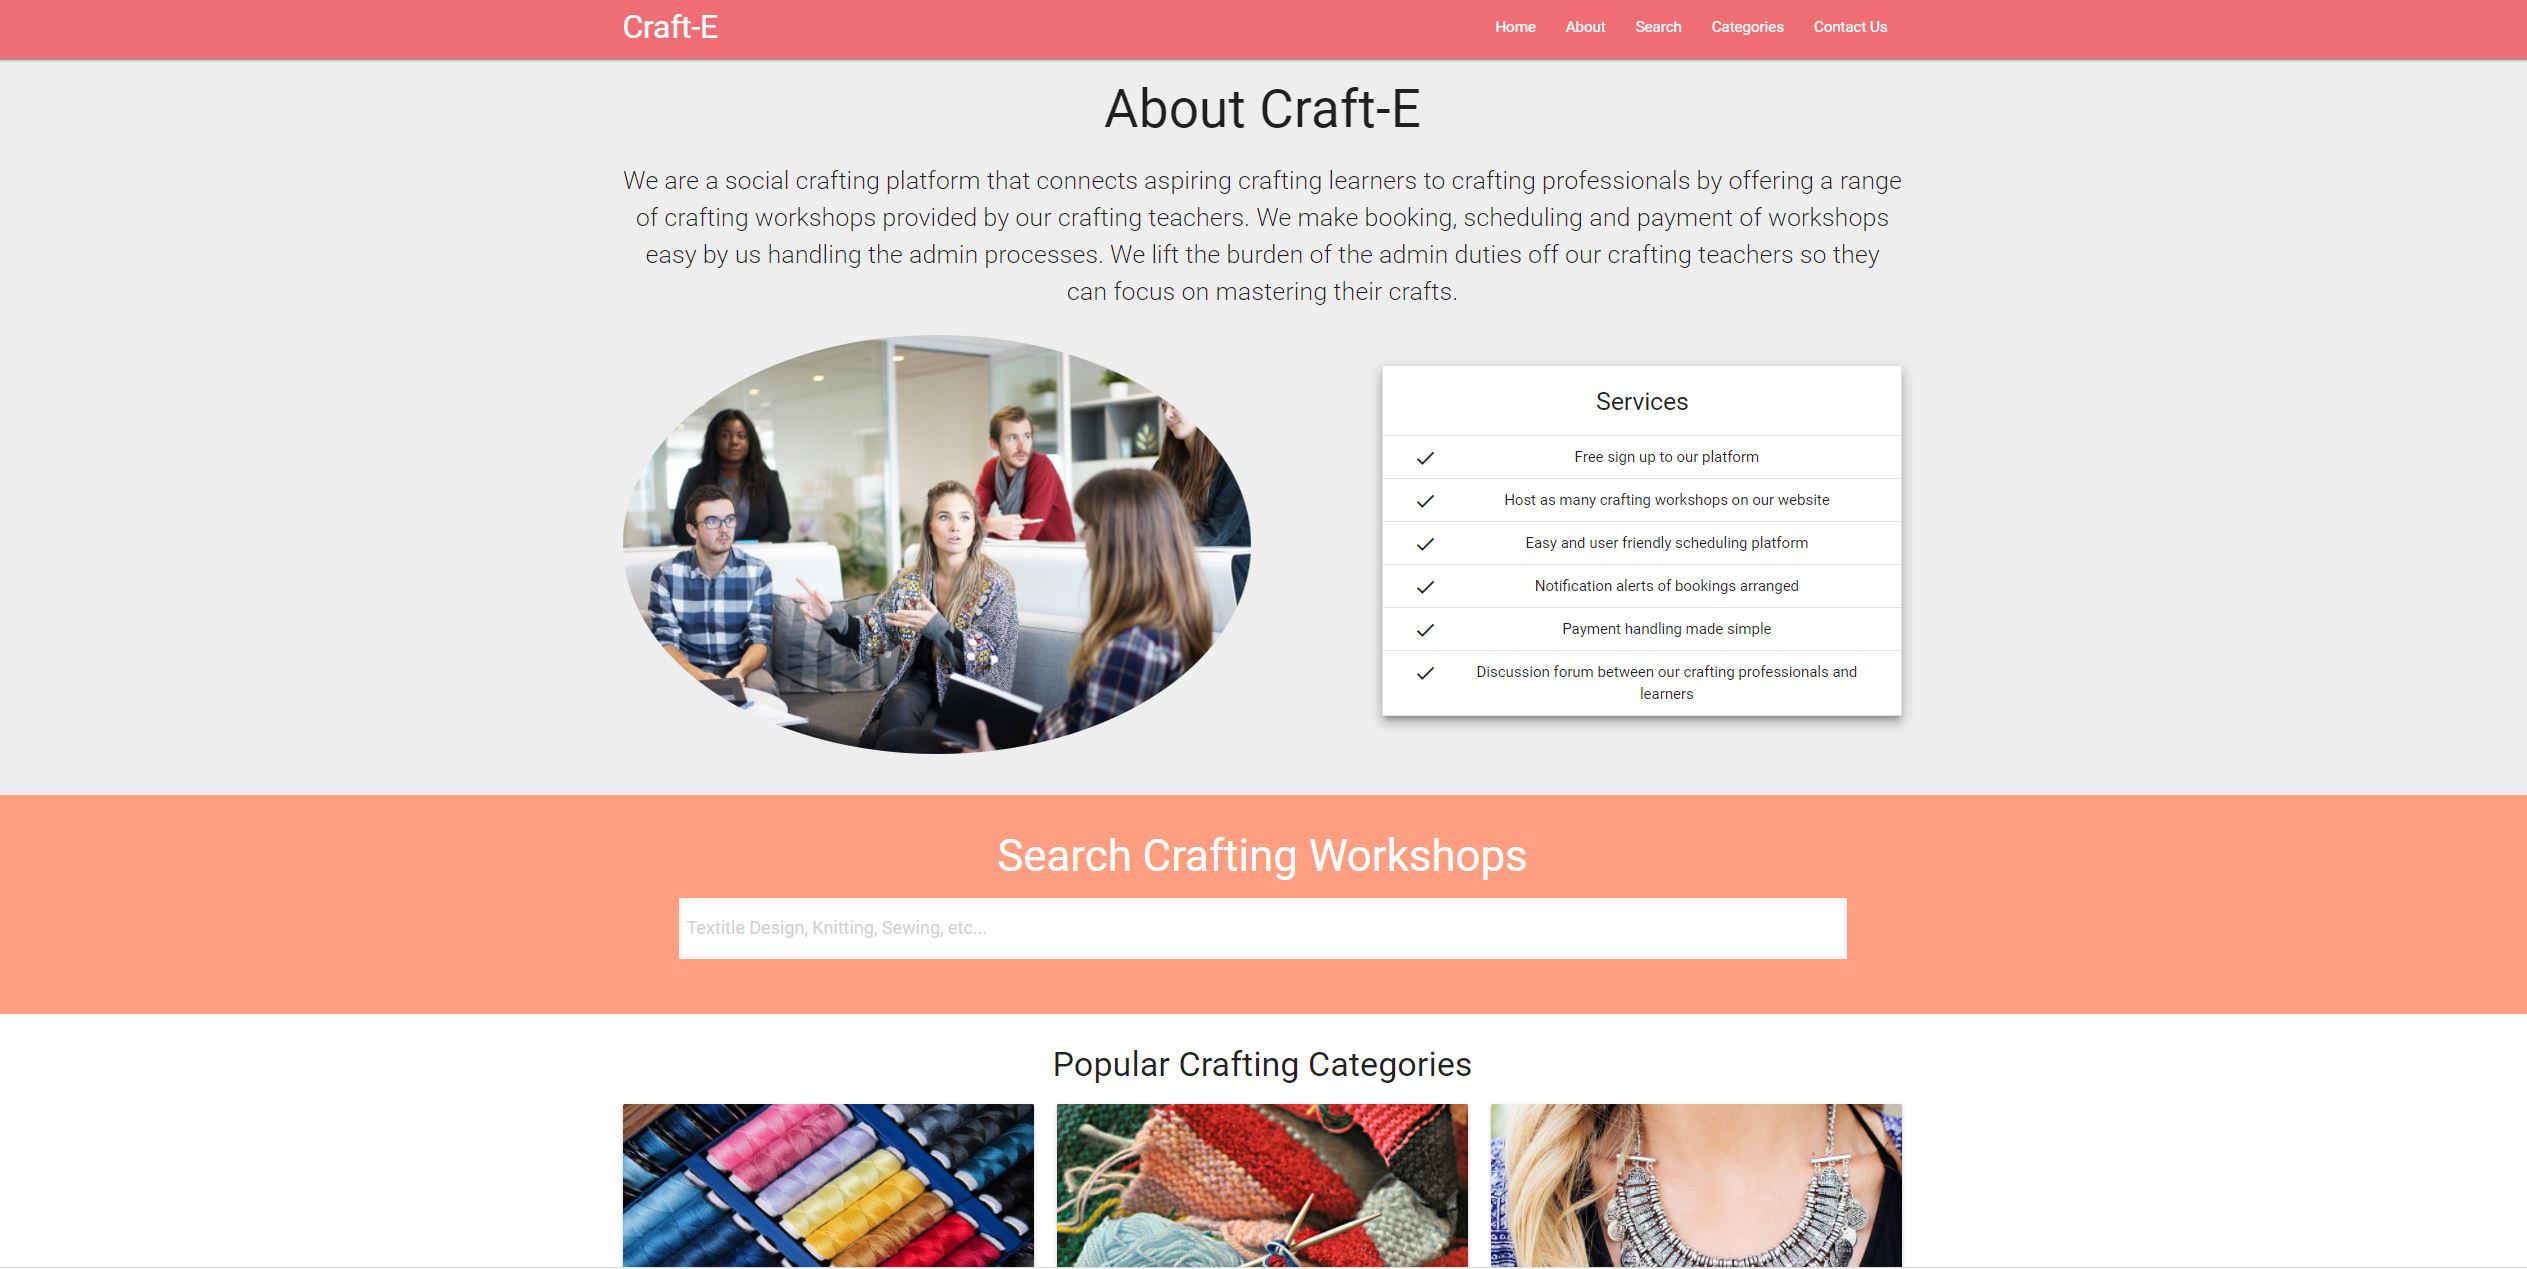 Craft-E
Home About Search Categories Contact Us
About Craft-E
We are a social crafting platform that connects aspiring crafting learners to crafting professionals by offering a range
of crafting workshops provided by our crafting teachers. We make booking, scheduling and payment of workshops
easy by us handling the admin processes. We lift the burden of the admin duties off our crafting teachers so they
can focus on mastering their crafts.
Services
Free sign up to our platform
Host as many crafting workshops on our website
Easy and user friendly scheduling platform
Notification alerts of bookings arranged
Payment handling made simple
Discussion forum between our crafting professionals and
learners
Search Crafting Workshops
Textitle Design, Knitting, Sewing, etc...
Popular Crafting Categories